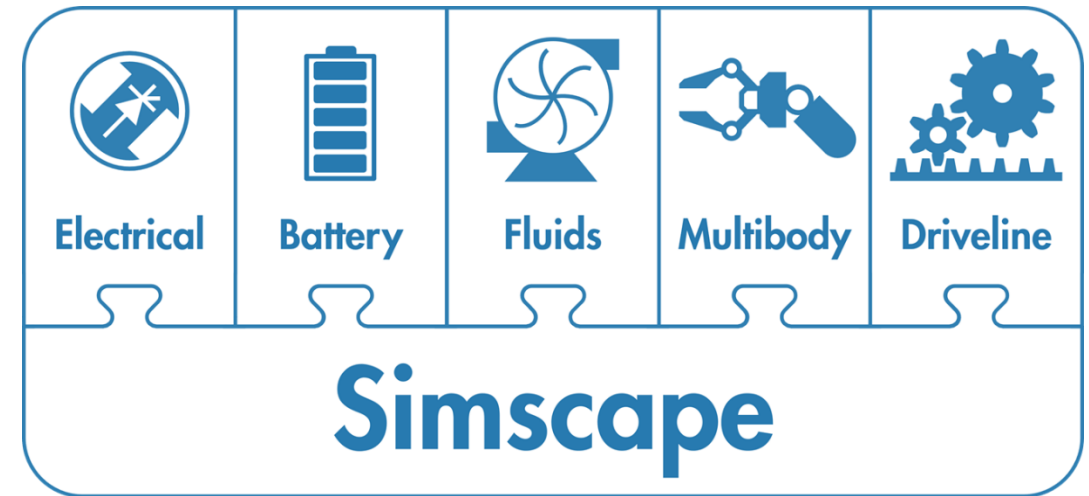 Electrical
Battery
Fluids
Multibody
Driveline
Simscape